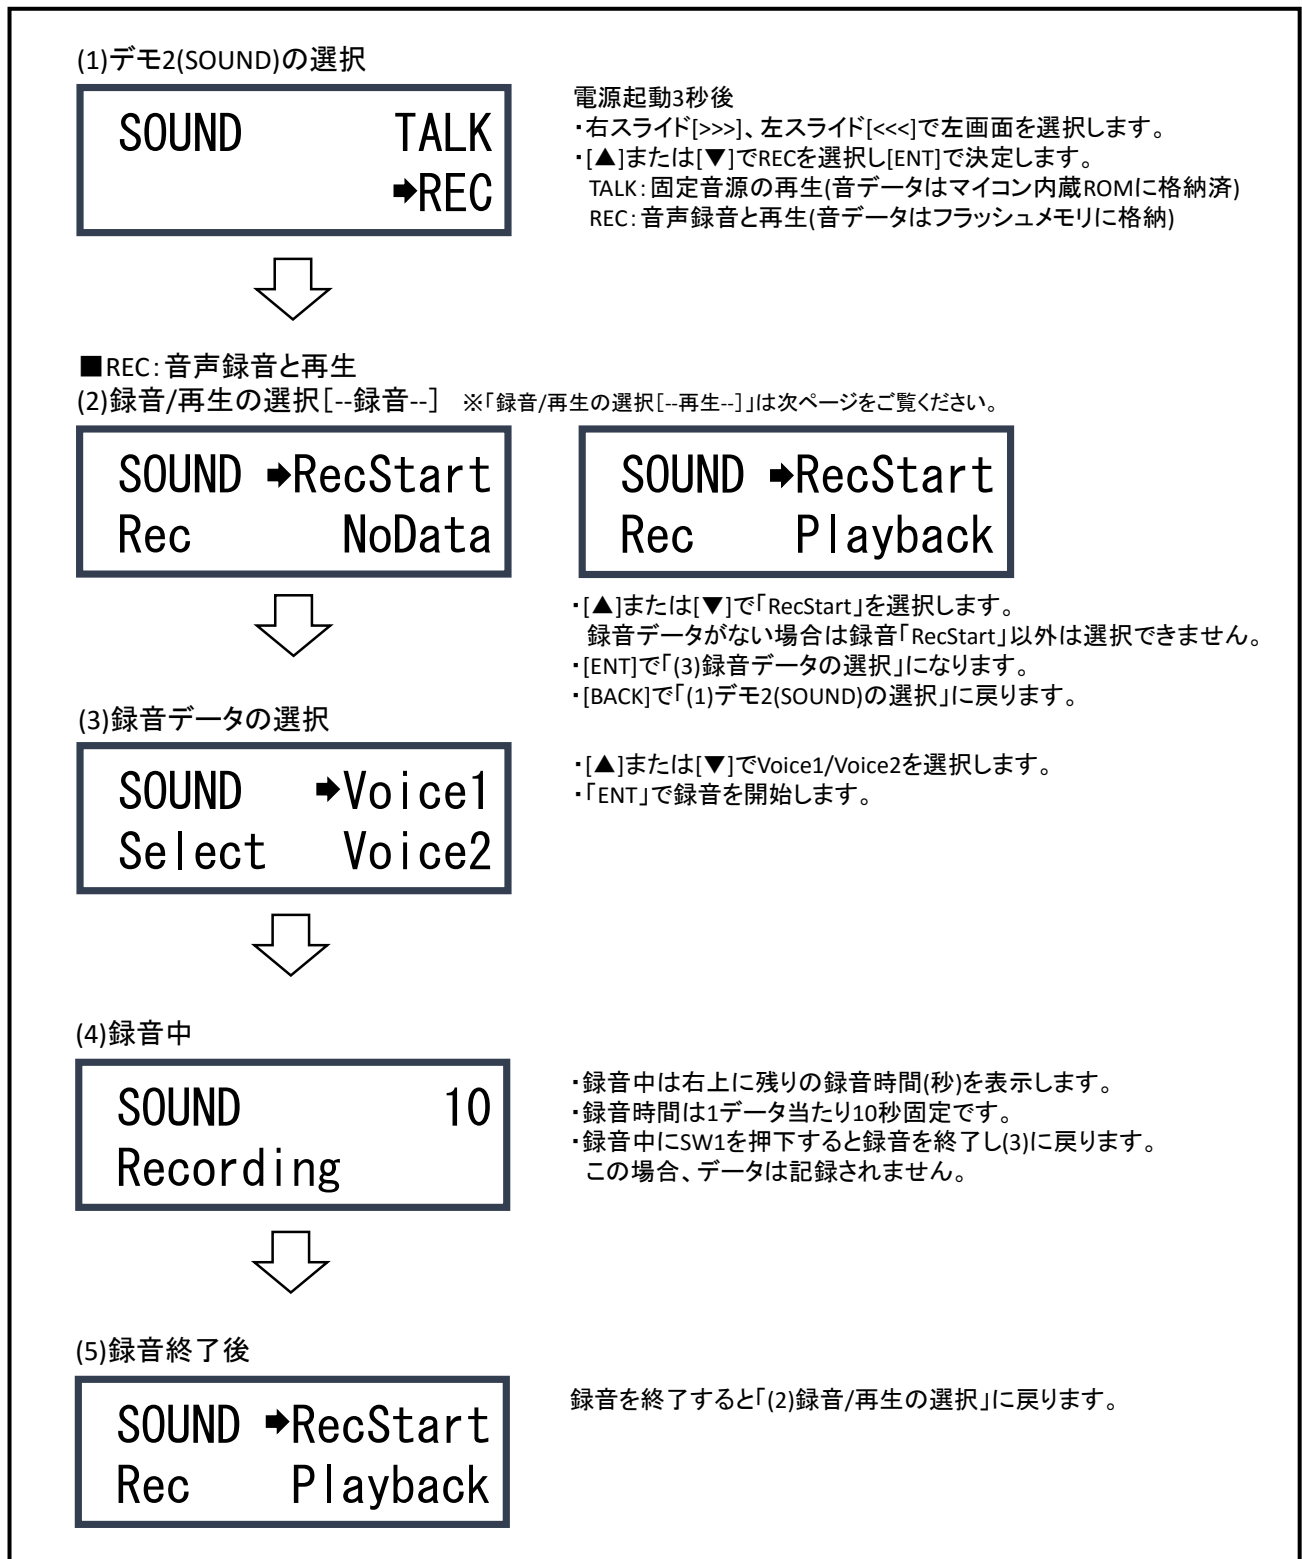 (1)デモ2(SOUND)の選択
SOUND TALK
➡REC
電源起動3秒後
・右スライド[>>>]、左スライド[<<<]で左画面を選択します。
・[▲]または[▼]でRECを選択し[ENT]で決定します。
TALK：固定音源の再生(音データはマイコン内蔵ROMに格納済)
REC：音声録音と再生(音データはフラッシュメモリに格納)
■REC：音声録音と再生
(2)録音/再生の選択［--録音--］ ※「録音/再生の選択［--再生--］」は次ページをご覧ください。
SOUND ➡RecStart
Rec NoData
SOUND ➡RecStart
Rec Playback
・[▲]または[▼]で「RecStart」を選択します。
録音データがない場合は録音「RecStart」以外は選択できません。
・[ENT]で「(3)録音データの選択」になります。
・[BACK]で「(1)デモ2(SOUND)の選択」に戻ります。
(3)録音データの選択
SOUND ➡Voice1
Select Voice2
・[▲]または[▼]でVoice1/Voice2を選択します。
・「ENT」で録音を開始します。
(4)録音中
SOUND 10
Recording
・録音中は右上に残りの録音時間(秒)を表示します。
・録音時間は1データ当たり10秒固定です。
・録音中にSW1を押下すると録音を終了し(3)に戻ります。
この場合、データは記録されません。
(5)録音終了後
SOUND ➡RecStart
Rec Playback
録音を終了すると「(2)録音/再生の選択」に戻ります。